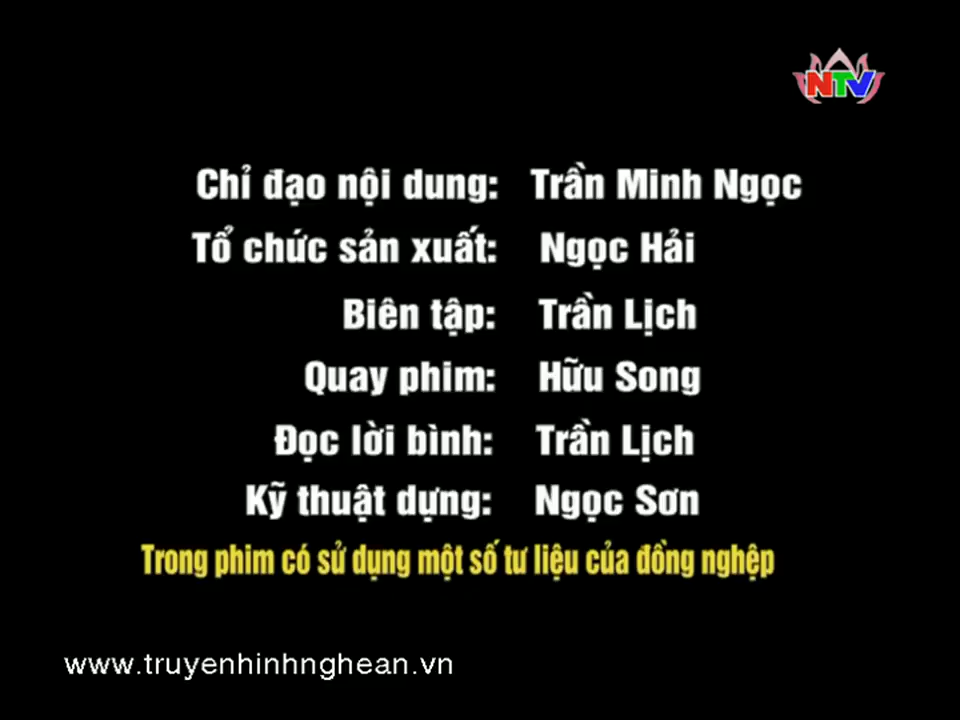 NTV
Chỉ đạo nội dung: Trần Minh Ngọc
Tổ chức sản xuất: Ngọc Hải
Biên tập: Trần Lịch
Quay phim: Hữu Song
Đọc lời bình: Trần Lịch
Kỹ thuật dựng: Ngọc Sơn
Trong phim có sử dụng một số tư liệu của đồng nghệp
www.truyenhinhnghean.vn